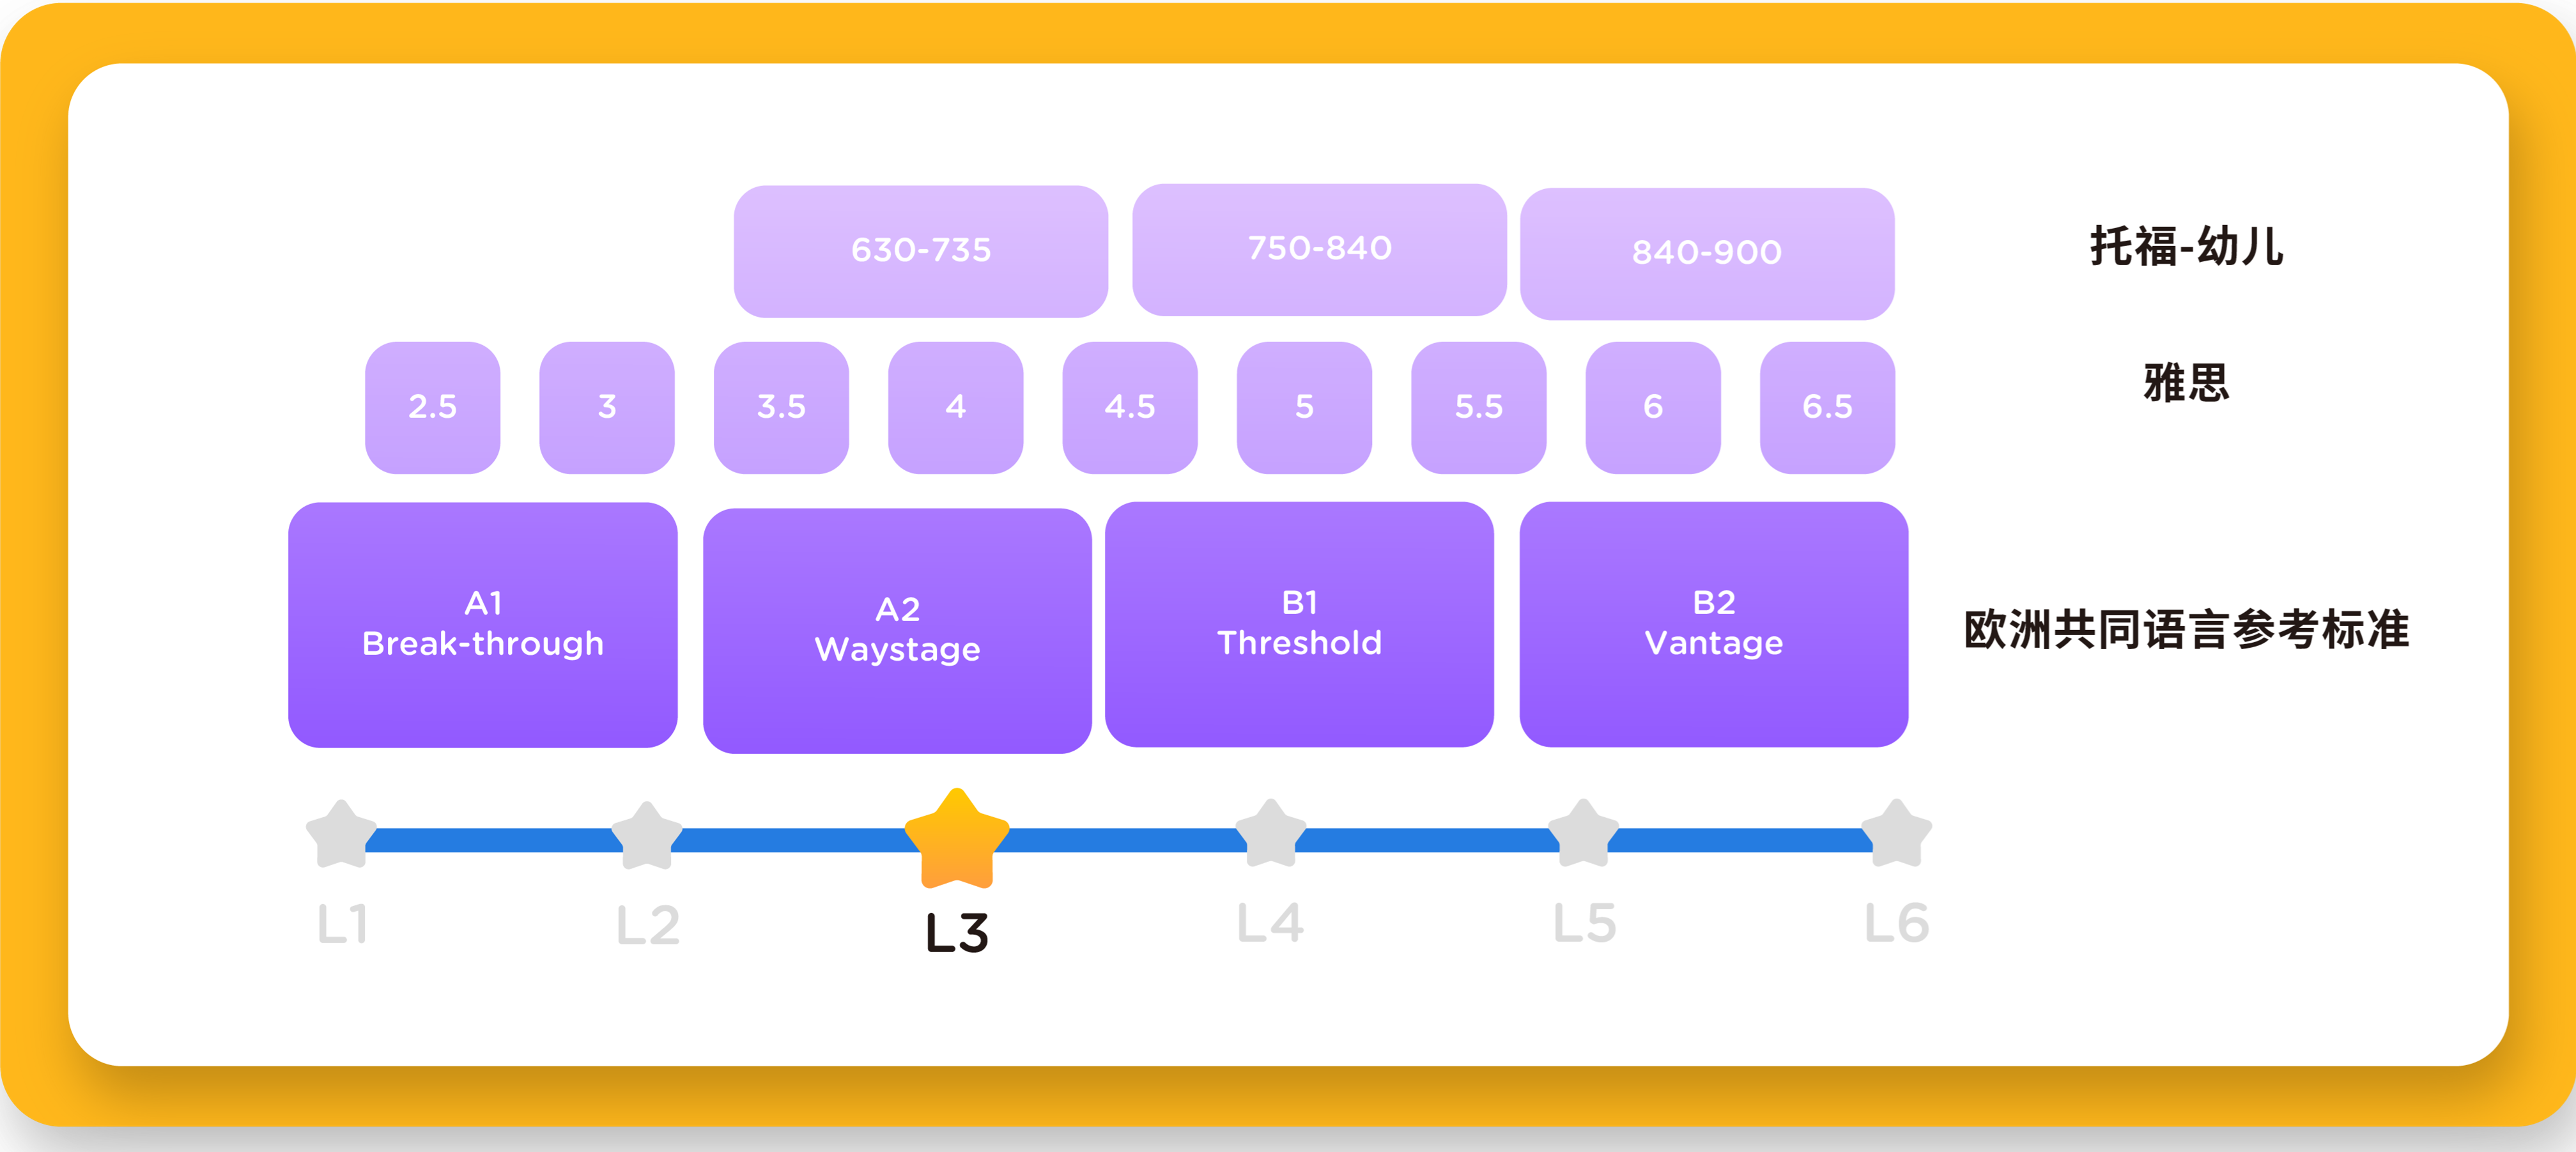 630-735 750-840 840-900 托福-幼儿
2.5 3 3.5 4 4.5 5 5.5 6 6.5 雅思
A1
Break-through
A2
Waystage
B1
Threshold
B2
Vantage
欧洲共同语言参考标准
L1 L2 L3 L4 L5 L6